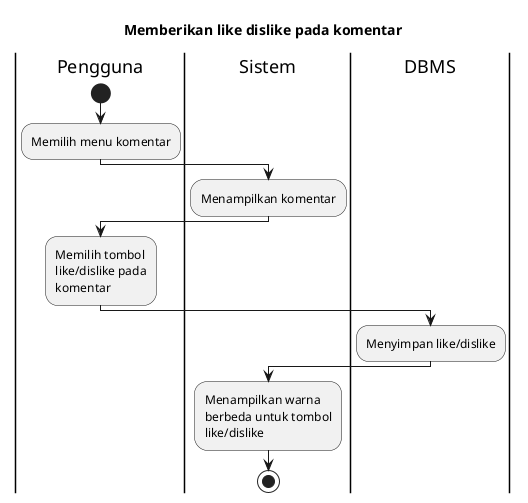 Memberikan like dislike pada komentar
Pengguna
Sistem
DBMS
Memilih menu komentar
Menampilkan komentar
Memilih tombol
like/dislike pada
komentar
Menyimpan like/dislike
Menampilkan warna
berbeda untuk tombol
like/dislike